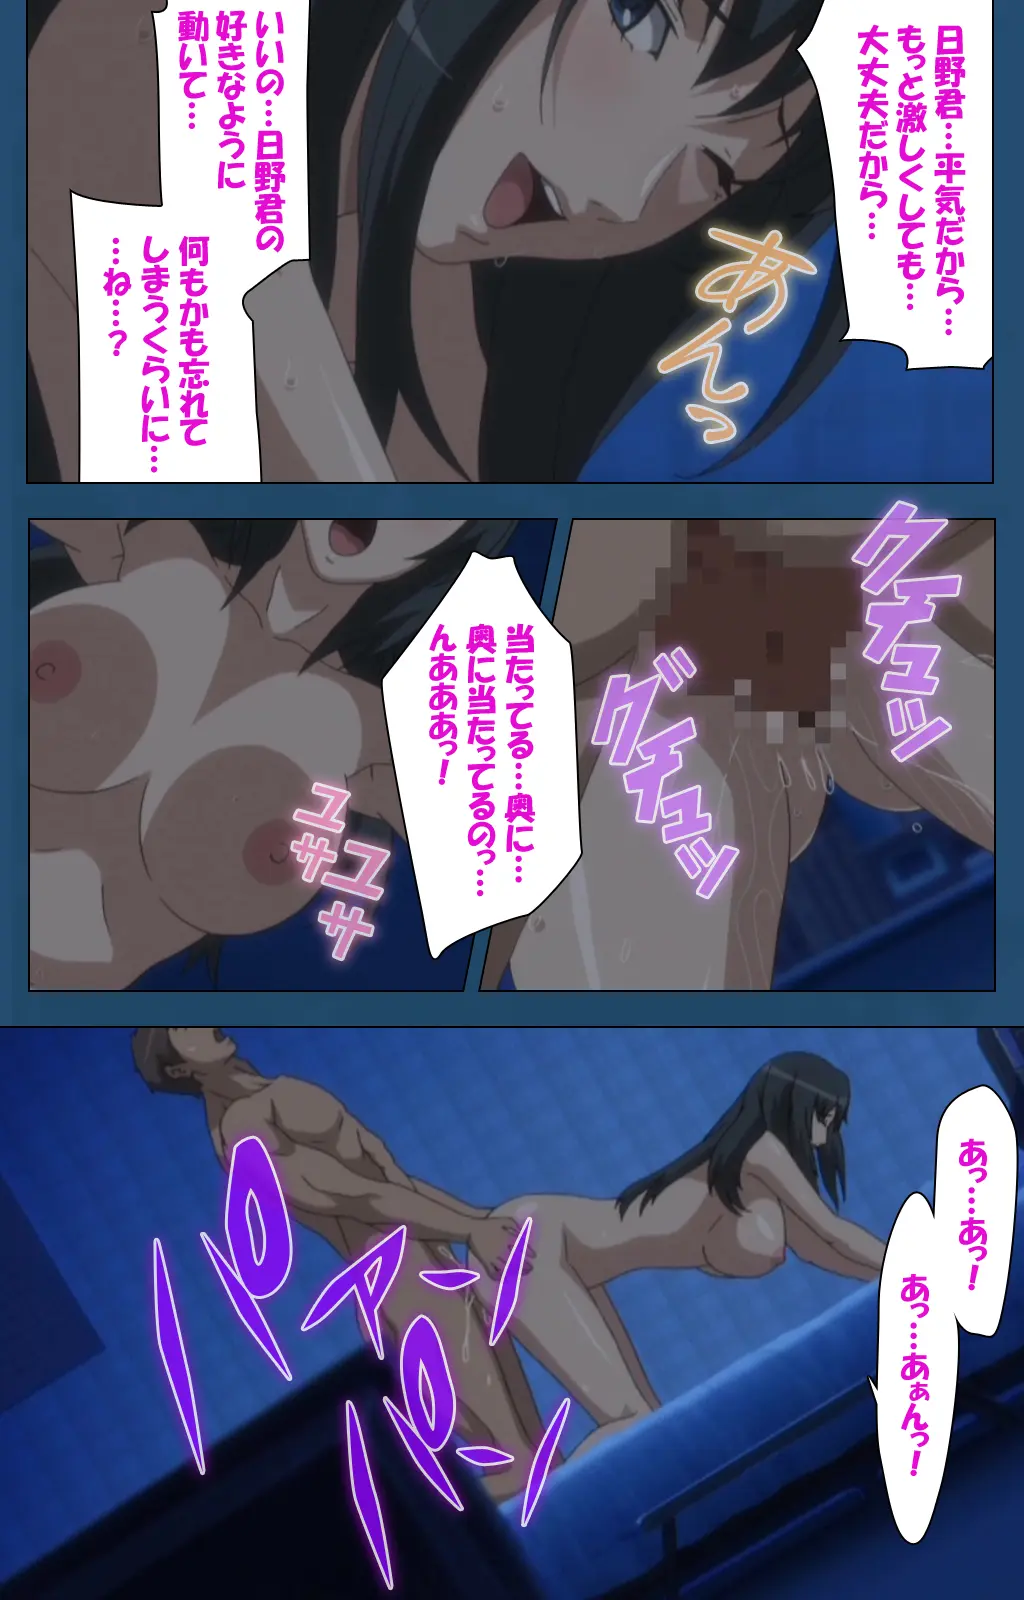 日野君…平気だから…
もっと激しくしても…
大丈夫だから…
あんっ
いいの…日野君の
好きなように
動いて…
何もかも忘れて
しまうくらいに…
…ね…？
クチュッ
グチュッ
当たってる…奥に…
奥に当たってるのっ…
んあああっ！
ユサ
ユサ
あっ…あっ！
あっ…あぁんっ！
パンッ
パンッ